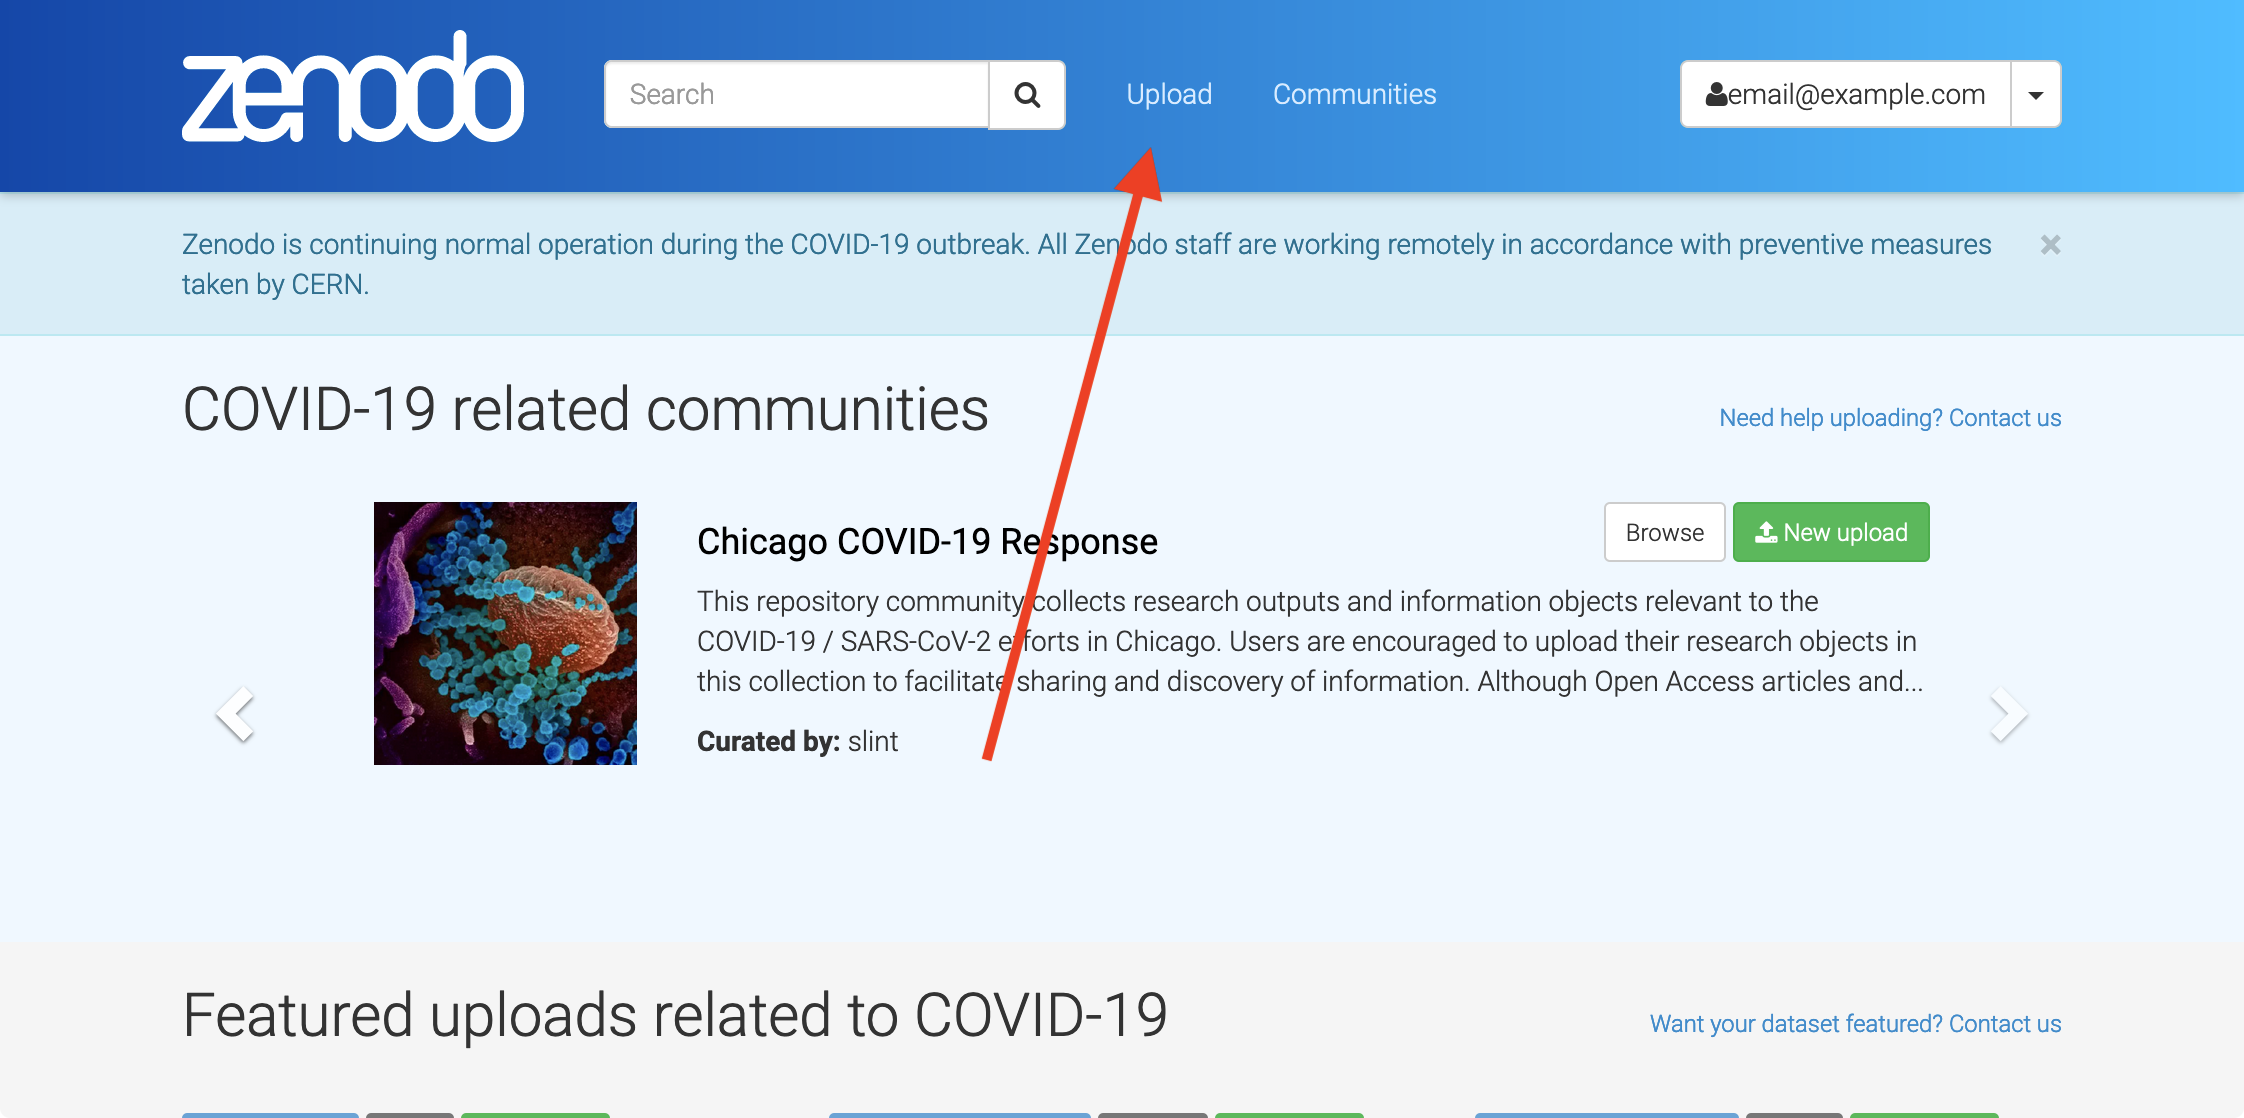 zenodo
Search
Upload
Communities
email@example.com
Zenodo is continuing normal operation during the COVID-19 outbreak. All Zenodo staff are working remotely in accordance with preventive measures
taken by CERN.
COVID-19 related communities
Need help uploading? Contact us
Chicago COVID-19 Response
Browse
New upload
This repository community collects research outputs and information objects relevant to the
COVID-19 / SARS-CoV-2 efforts in Chicago. Users are encouraged to upload their research objects in
this collection to facilitate sharing and discovery of information. Although Open Access articles and...
Curated by: slint
Featured uploads related to COVID-19
Want your dataset featured? Contact us